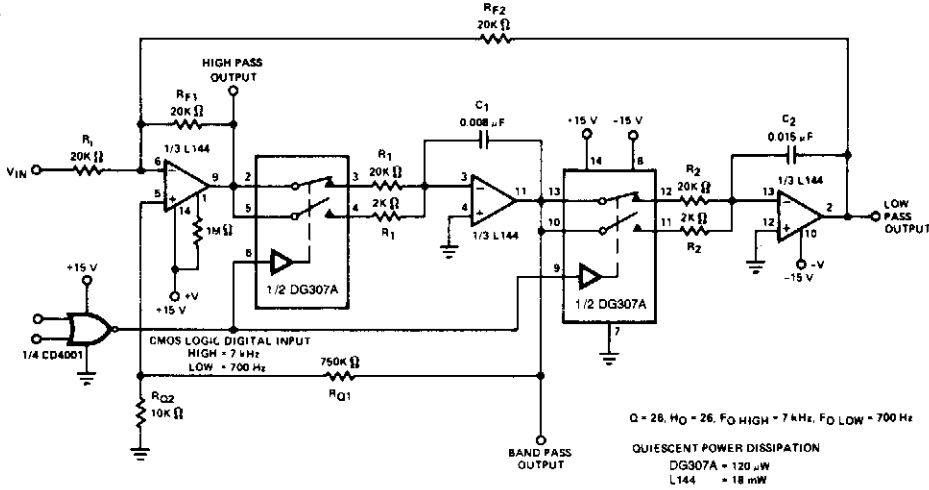 RF2
20K Ω
HIGH PASS
OUTPUT
RF1
20K Ω
C1
0.008 μF
+15 V
-15 V
C2
0.015 μF
R1
20K Ω
1/3 L144
VIN
6
9
5
1
14
1M Ω
+V
+15 V
2
3
5
4
6
1/2 DG307A
R1
20K Ω
2K Ω
R1
3
4
11
1/3 L144
14
8
13
12
10
11
9
1/2 DG307A
7
R2
20K Ω
2K Ω
R2
1/3 L144
13
12
2
10
-V
-15 V
LOW
PASS
OUTPUT
+15 V
1/4 CD4001
CMOS LOGIC DIGITAL INPUT
HIGH = 7 kHz
LOW = 700 Hz
750K Ω
RQ1
RQ2
10K Ω
BAND PASS
OUTPUT
Q = 28, HO = 26, FO HIGH = 7 kHz, FO LOW = 700 Hz
QUIESCENT POWER DISSIPATION
DG307A = 120 μW
L144 = 18 mW